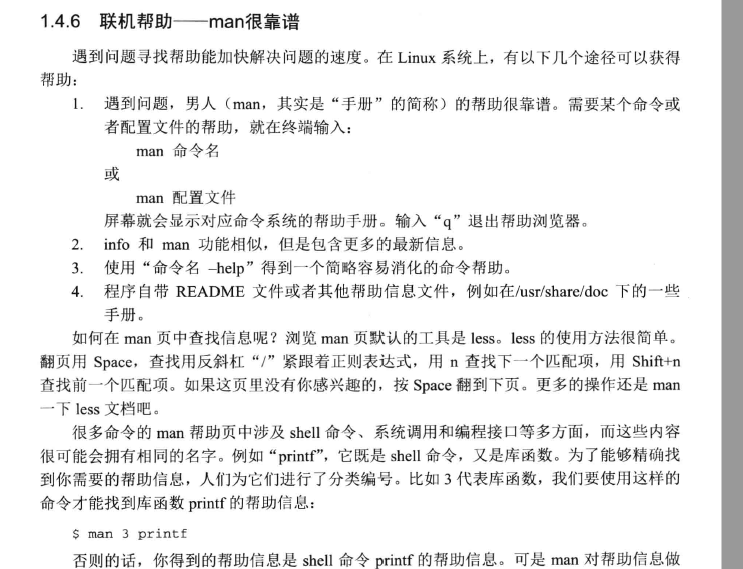 1.4.6 联机帮助——man很靠谱
遇到问题寻找帮助能加快解决问题的速度。在 Linux 系统上，有以下几个途径可以获得
帮助：
1. 遇到问题，男人（man，其实是“手册”的简称）的帮助很靠谱。需要某个命令或
者配置文件的帮助，就在终端输入：
man 命令名
或
man 配置文件
屏幕就会显示对应命令系统的帮助手册。输入“q”退出帮助浏览器。
2. info 和 man 功能相似，但是包含更多的最新信息。
3. 使用“命令名 –help”得到一个简略容易消化的命令帮助。
4. 程序自带 README 文件或者其他帮助信息文件，例如在/usr/share/doc 下的一些
手册。
如何在 man 页中查找信息呢？浏览 man 页默认的工具是 less。less 的使用方法很简单。
翻页用 Space，查找用反斜杠“/”紧跟着正则表达式，用 n 查找下一个匹配项，用 Shift+n
查找前一个匹配项。如果这页里没有你感兴趣的，按 Space 翻到下页。更多的操作还是 man
一下 less 文档吧。
很多命令的 man 帮助页中涉及 shell 命令、系统调用和编程接口等多方面，而这些内容
很可能会拥有相同的名字。例如“printf”，它既是 shell 命令，又是库函数。为了能够精确找
到你需要的帮助信息，人们为它们进行了分类编号。比如 3 代表库函数，我们要使用这样的
命令才能找到库函数 printf 的帮助信息：
$ man 3 printf
否则的话，你得到的帮助信息是 shell 命令 printf 的帮助信息。可是 man 对帮助信息做